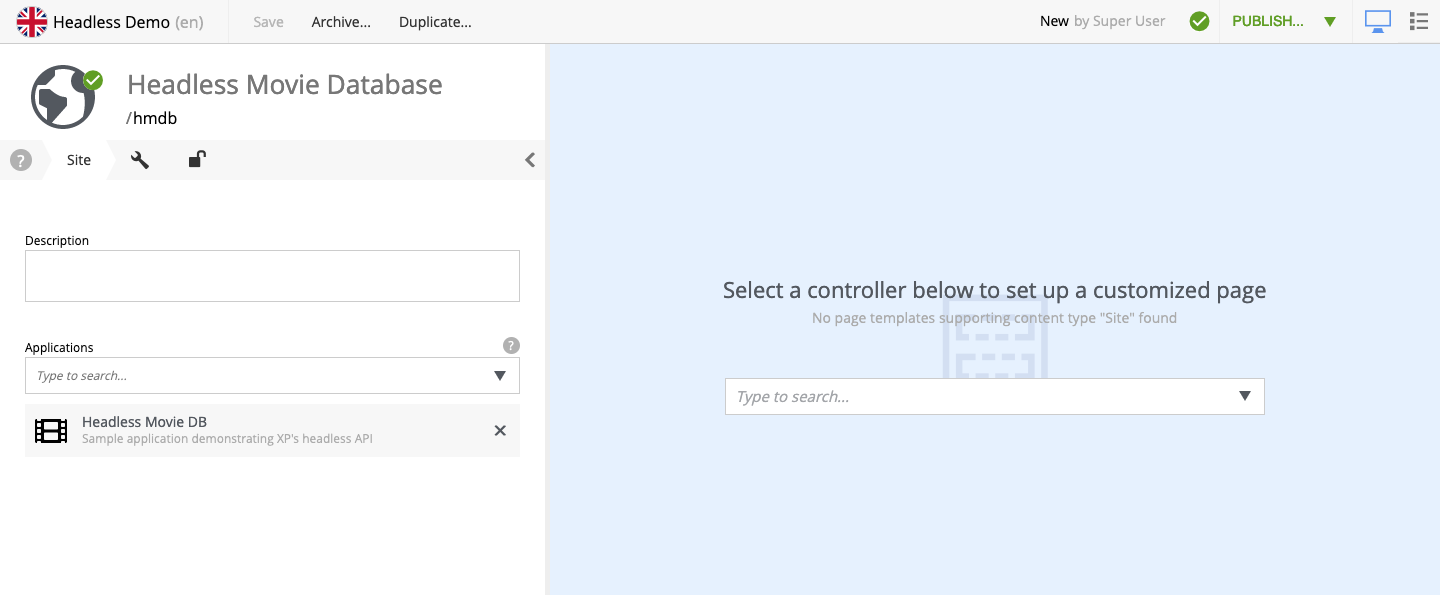 Headless Demo (en) Save Archive... Duplicate... New by Super User PUBLISH...
Headless Movie Database
/hmdb
? Site
Description
Applications ?
Type to search...
Headless Movie DB
Sample application demonstrating XP's headless API
Select a controller below to set up a customized page
No page templates supporting content type "Site" found
Type to search...